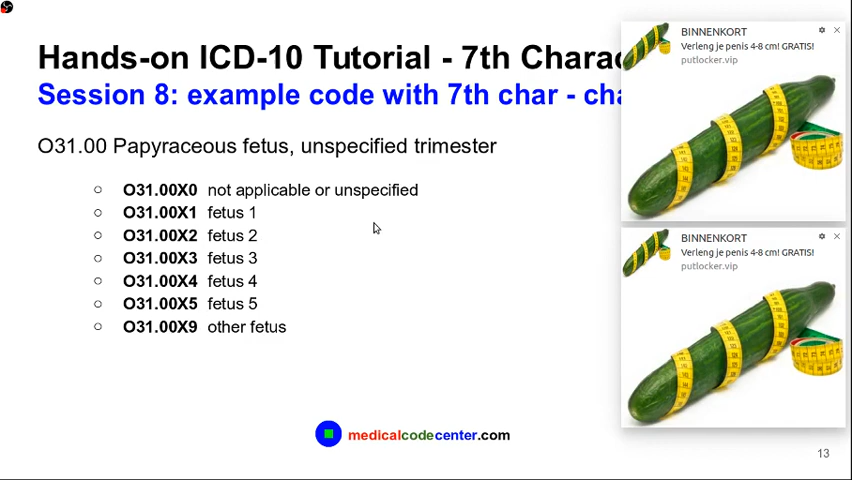 Hands-on ICD-10 Tutorial - 7th Charac
Session 8: example code with 7th char - cha
O31.00 Papyraceous fetus, unspecified trimester
O31.00X0 not applicable or unspecified
O31.00X1 fetus 1
O31.00X2 fetus 2
O31.00X3 fetus 3
O31.00X4 fetus 4
O31.00X5 fetus 5
O31.00X9 other fetus
medicalcodecenter.com
13
BINNENKORT
Verleng je penis 4-8 cm! GRATIS!
putlocker.vip
BINNENKORT
Verleng je penis 4-8 cm! GRATIS!
putlocker.vip